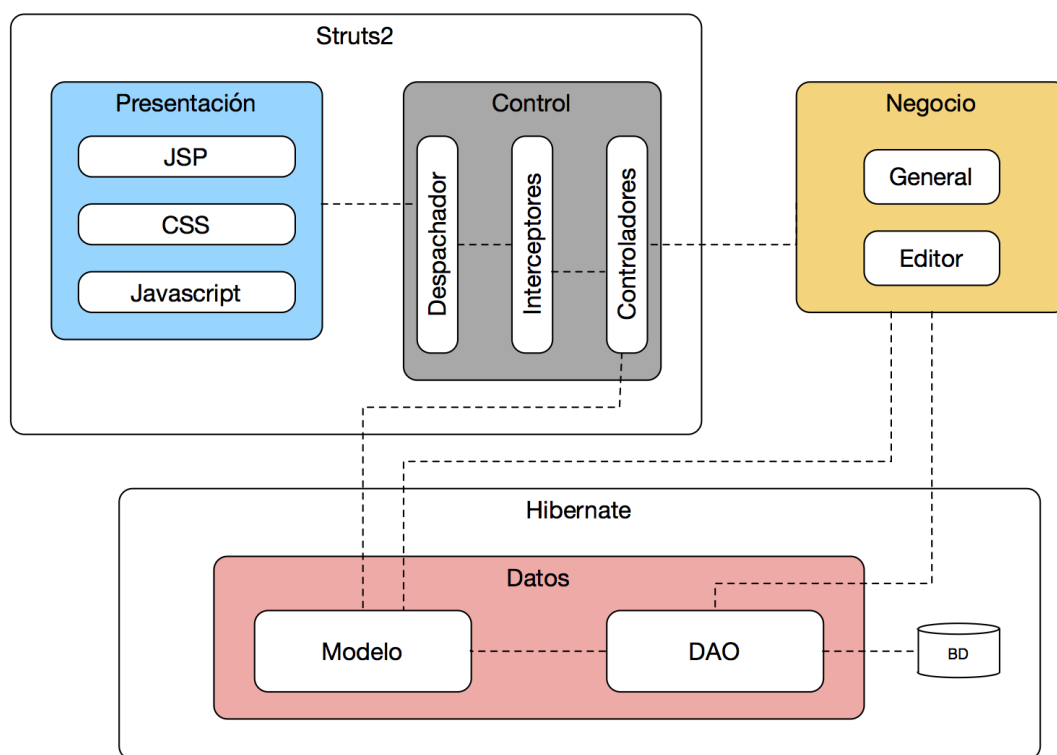 Struts2
Presentación
JSP
CSS
Javascript
Control
Despachador
Interceptores
Controladores
Negocio
General
Editor
Hibernate
Datos
Modelo
DAO
BD